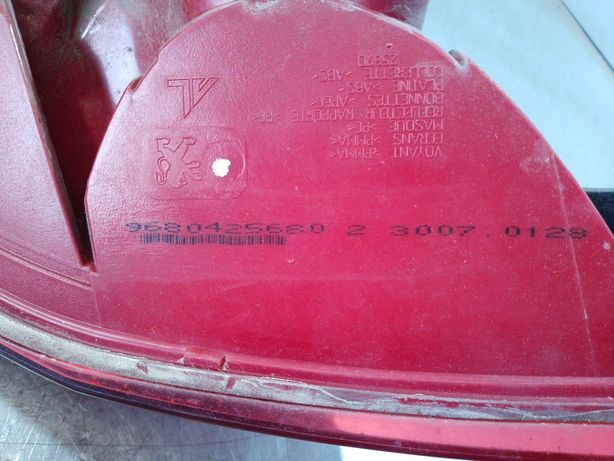 VOYANT >PMMA<
ECRANS >PMMA<
MASQUE >PC<
REFLECTEUR RAPPORTE >PC<
BONNETTES >APEC<
PLATINE >ABS<
COLLERETTE >ABS<
2589D
9680425680 2 3007.0128